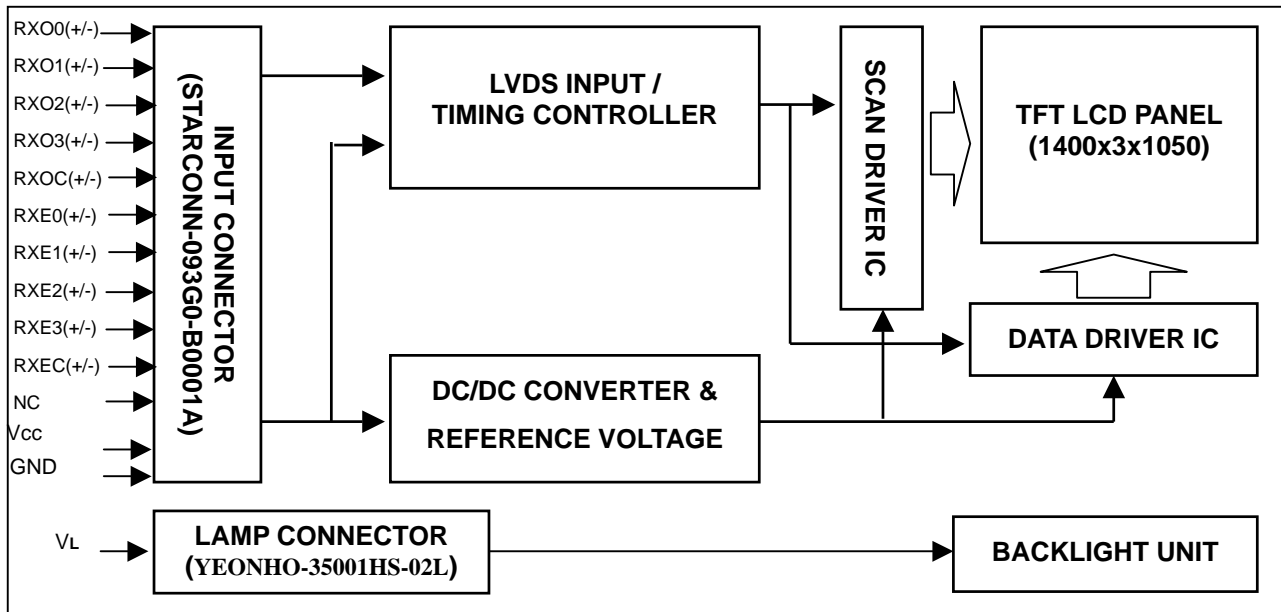 RXO0(+/-)
RXO1(+/-)
RXO2(+/-)
RXO3(+/-)
RXOC(+/-)
RXE0(+/-)
RXE1(+/-)
RXE2(+/-)
RXE3(+/-)
RXEC(+/-)
NC
Vcc
GND
VL
INPUT CONNECTOR
(STARCONN-093G0-B0001A)
LVDS INPUT /
TIMING CONTROLLER
DC/DC CONVERTER &
REFERENCE VOLTAGE
SCAN DRIVER IC
TFT LCD PANEL
(1400x3x1050)
DATA DRIVER IC
LAMP CONNECTOR
(YEONHO-35001HS-02L)
BACKLIGHT UNIT